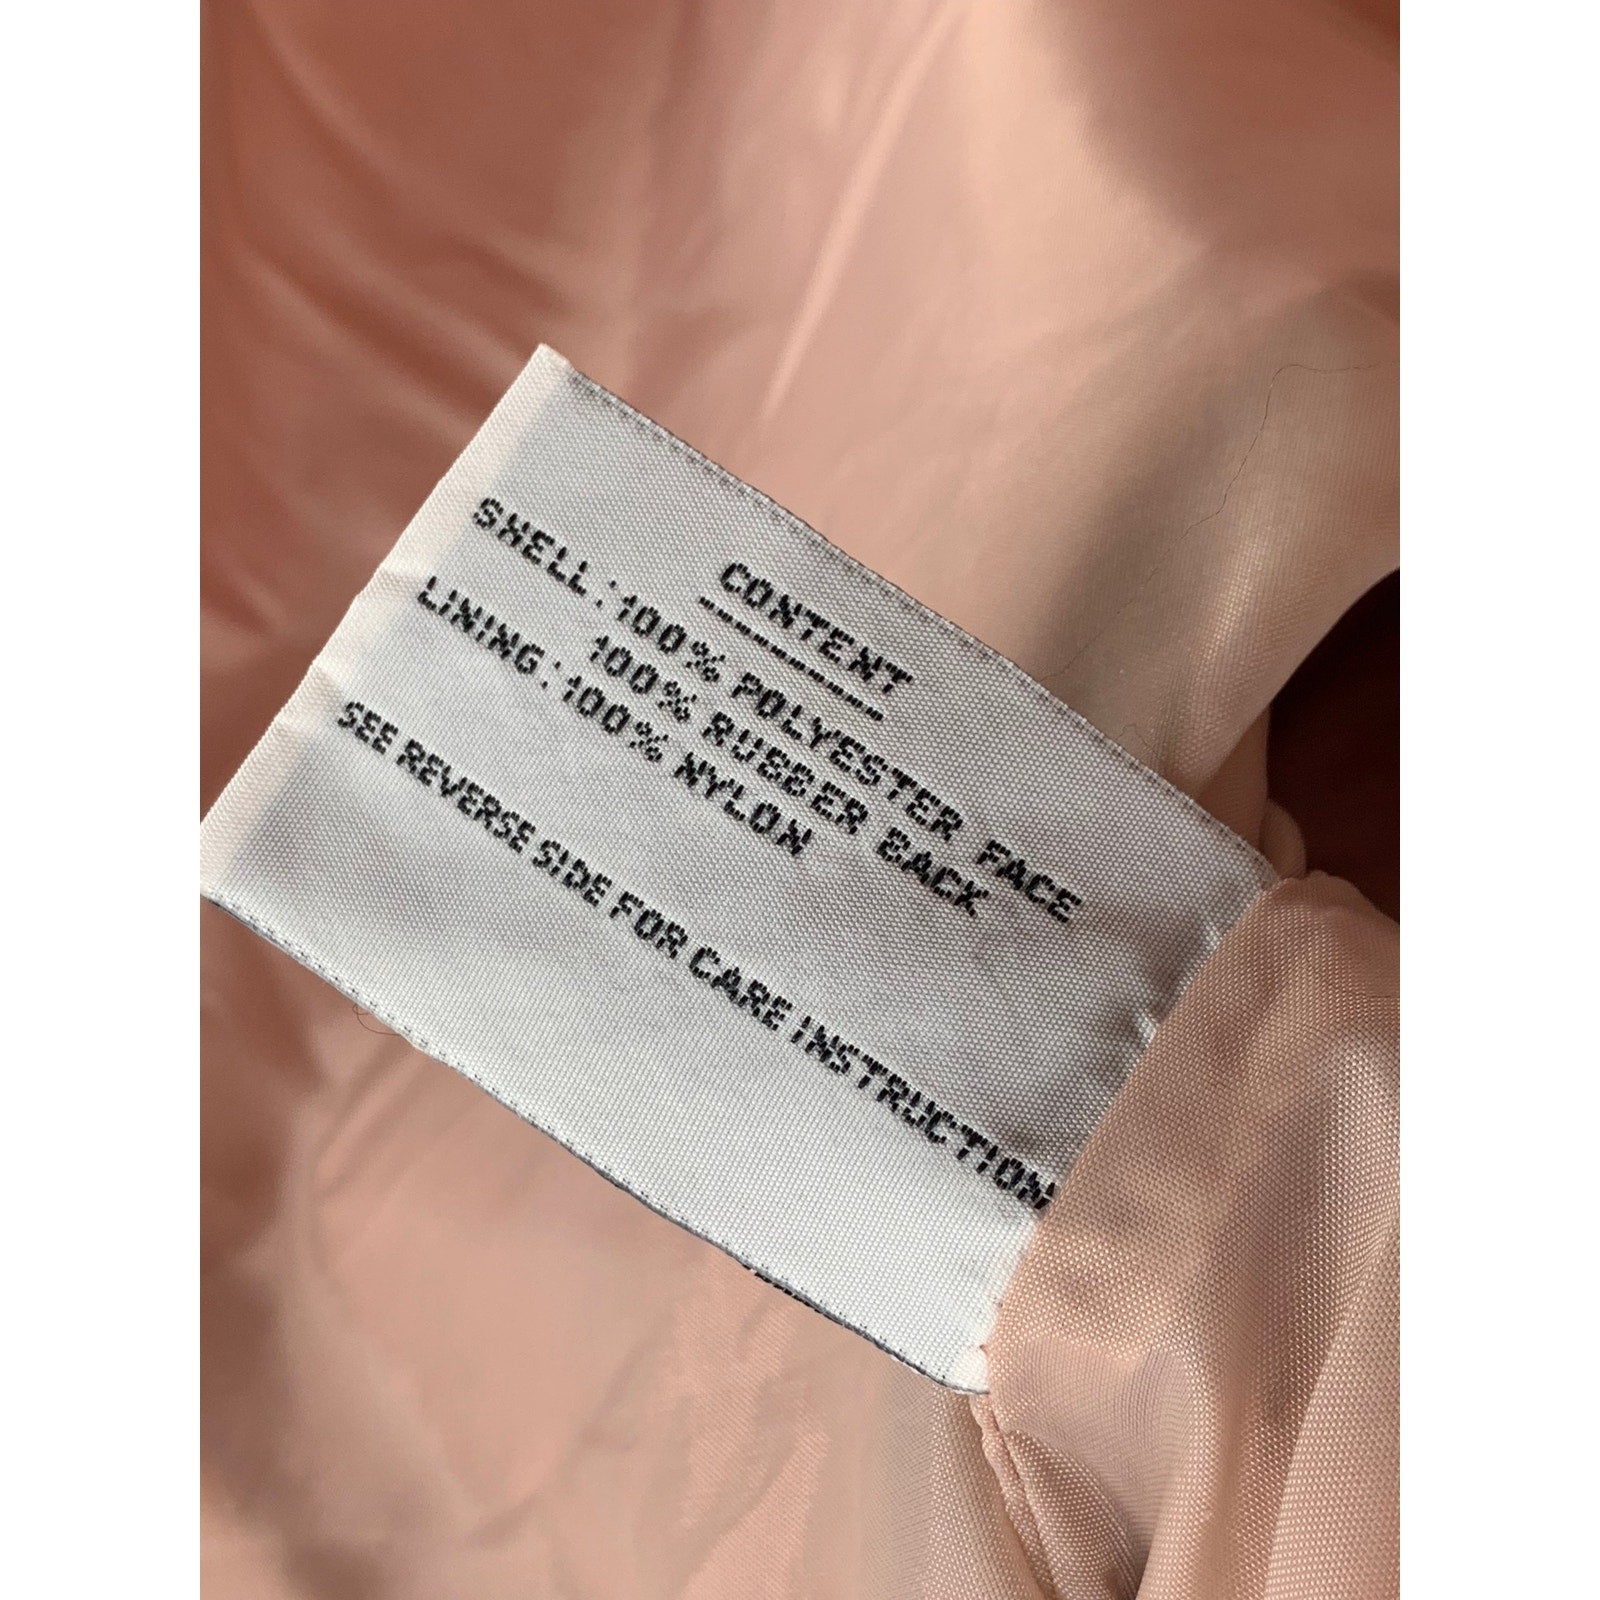 CONTENT
SHELL: 100% POLYESTER FACE
100% RUBBER BACK
LINING: 100% NYLON
SEE REVERSE SIDE FOR CARE INSTRUCTION